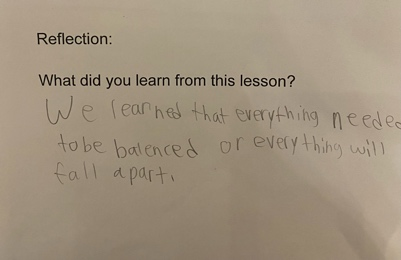 Reflection:
What did you learn from this lesson?
We learned that everything needed
to be balenced or everything will
fall apart.